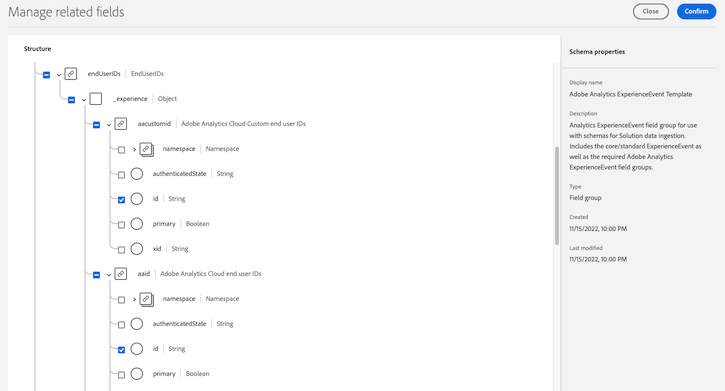 Manage related fields
Close
Confirm
Structure
endUserIDs | EndUserIDs
_experience | Object
aacustomid | Adobe Analytics Cloud Custom end user IDs
namespace | Namespace
authenticatedState | String
id | String
primary | Boolean
xid | String
aaid | Adobe Analytics Cloud end user IDs
namespace | Namespace
authenticatedState | String
id | String
primary | Boolean
Schema properties
Display name
Adobe Analytics ExperienceEvent Template
Description
Analytics ExperienceEvent field group for use
with schemas for Solution data ingestion.
Includes the core/standard ExperienceEvent as
well as the required Adobe Analytics
ExperienceEvent field groups.
Type
Field group
Created
11/15/2022, 10:00 PM
Last modified
11/15/2022, 10:00 PM